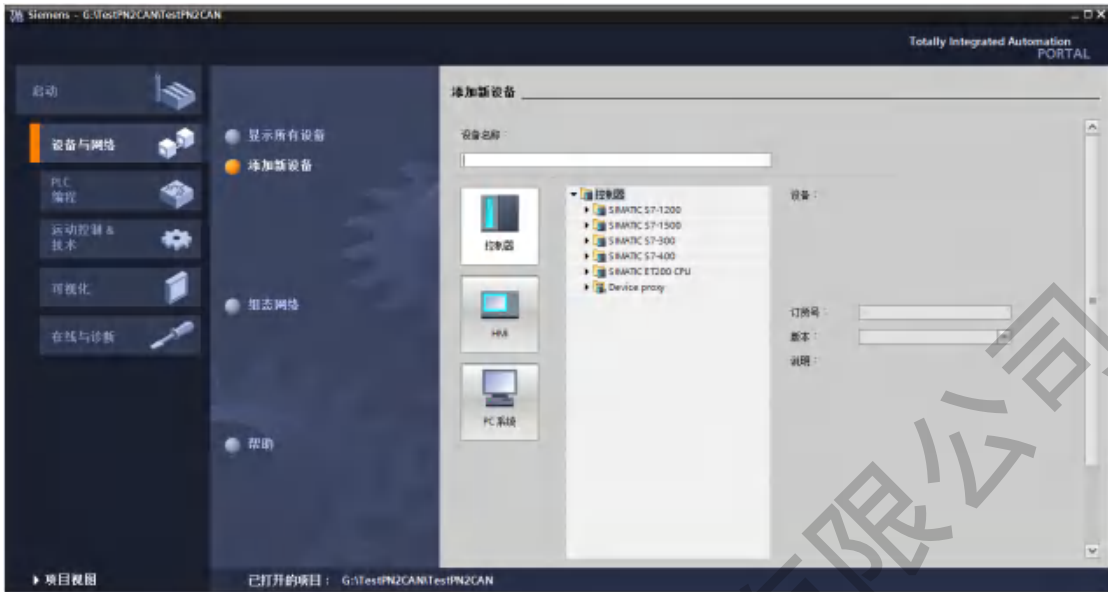 Siemens - G:\TestPN2CAN\TestPN2CAN
Totally Integrated Automation
PORTAL
启动
设备与网络
PLC
编程
运动控制 &
技术
可视化
在线与诊断
显示所有设备
添加新设备
组态网络
帮助
添加新设备
设备名称
控制器
HMI
PC 系统
控制器
SIMATIC S7-1200
SIMATIC S7-1500
SIMATIC S7-300
SIMATIC S7-400
SIMATIC ET200 CPU
Device proxy
设备：
订货号：
版本：
说明：
项目视图
已打开的项目： G:\TestPN2CAN\TestPN2CAN
有限公司